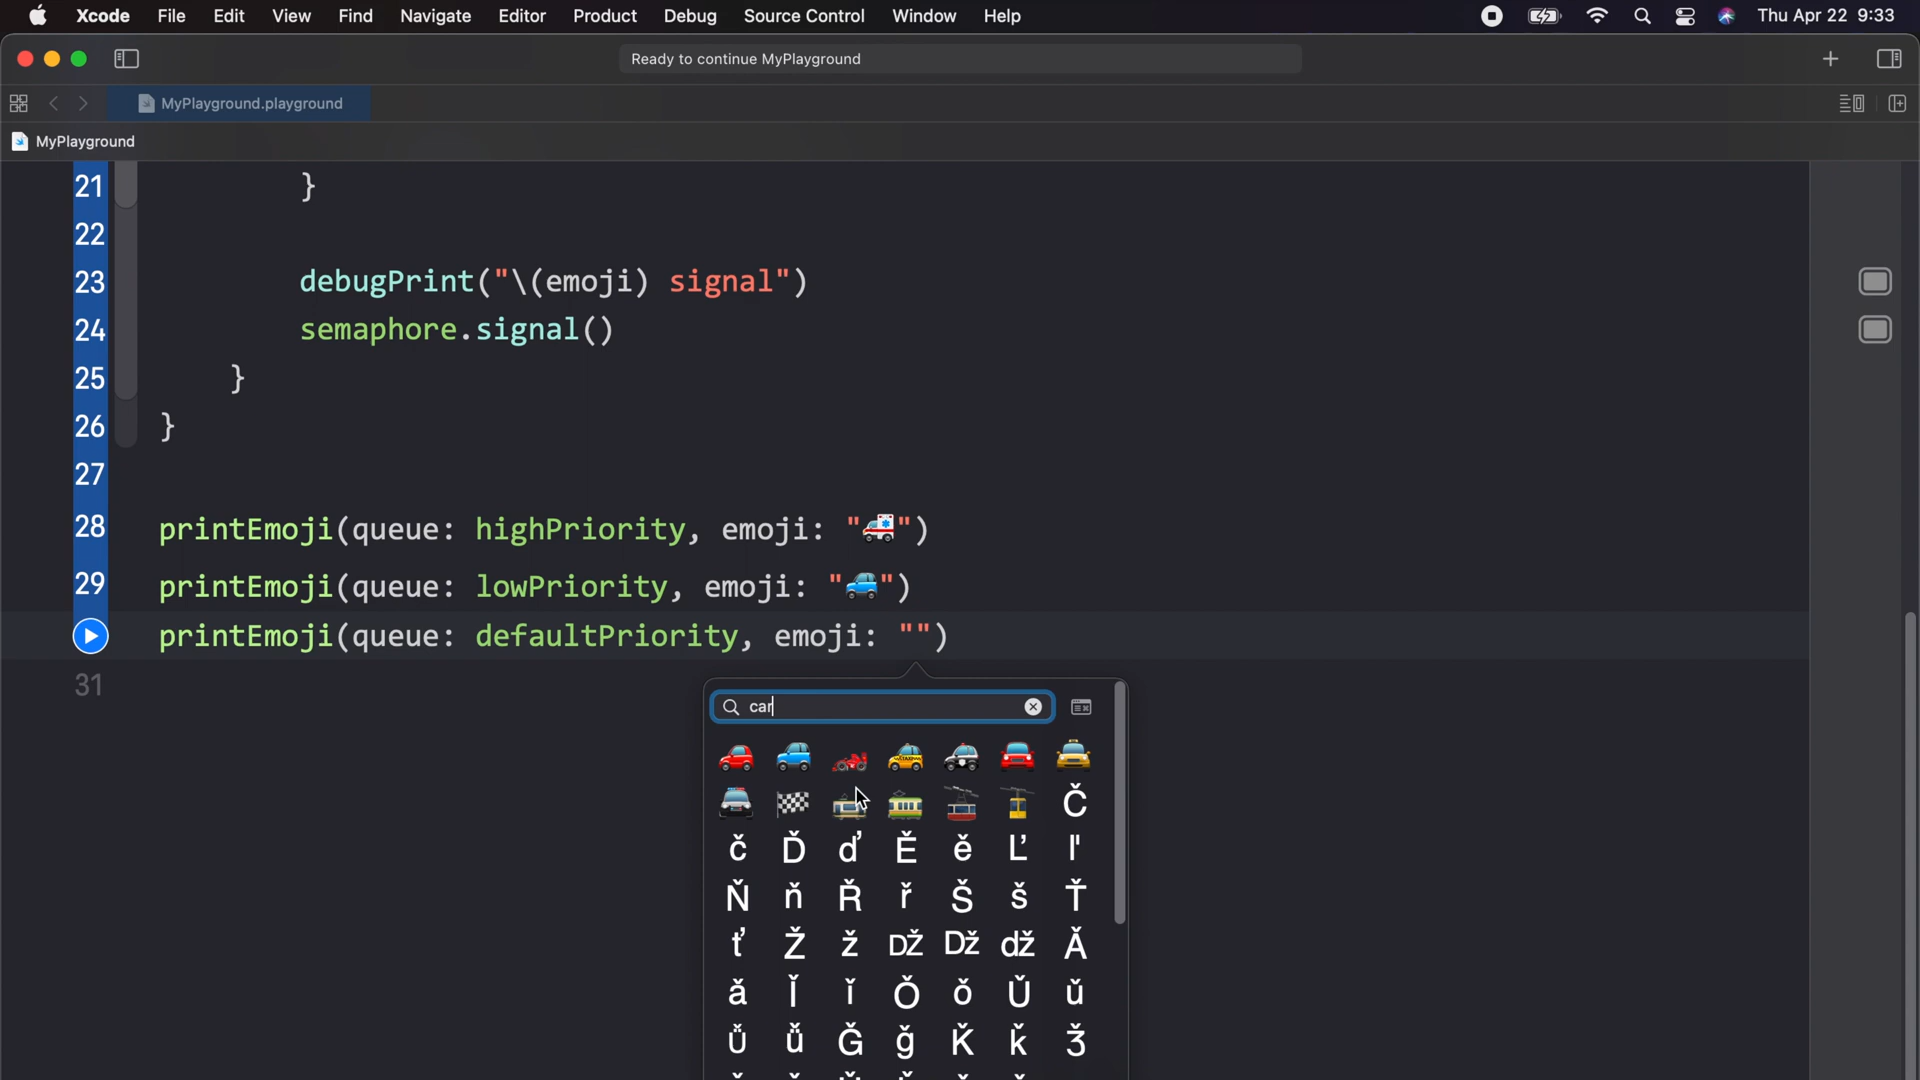 Xcode File Edit View Find Navigate Editor Product Debug Source Control Window Help Thu Apr 22 9:33
Ready to continue MyPlayground
MyPlayground.playground
MyPlayground
21 }
22
23 debugPrint("\(emoji) signal")
24 semaphore.signal()
25 }
26 }
27
28 printEmoji(queue: highPriority, emoji: "🚑")
29 printEmoji(queue: lowPriority, emoji: "🚙")
printEmoji(queue: defaultPriority, emoji: "")
31
car
🚗 🚙 🏎 🚕 🚓 🚘 🚖
🚔 🏁 🚋 🚃 🚠 🚡 Č
č Ď ď Ě ě Ľ ľ
Ň ň Ř ř Š š Ť
ť Ž ž Ǆ ǅ ǆ Ǎ
ǎ Ǐ ǐ Ǒ ǒ Ǔ ǔ
Ǚ ǚ Ǧ ǧ Ǩ ǩ Ǯ